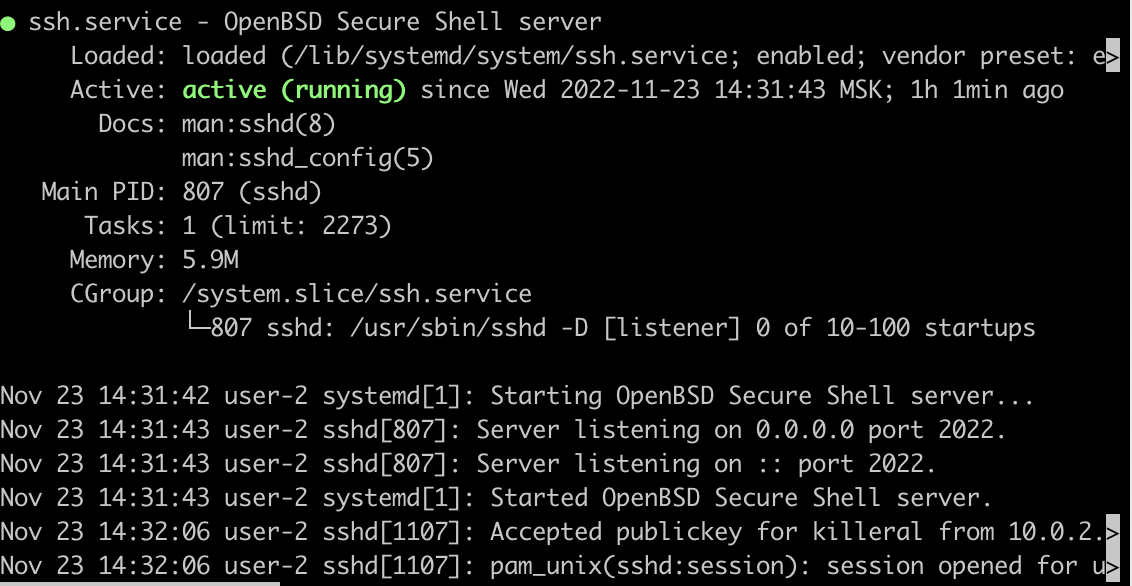 ● ssh.service - OpenBSD Secure Shell server
     Loaded: loaded (/lib/systemd/system/ssh.service; enabled; vendor preset: e>
     Active: active (running) since Wed 2022-11-23 14:31:43 MSK; 1h 1min ago
       Docs: man:sshd(8)
             man:sshd_config(5)
   Main PID: 807 (sshd)
      Tasks: 1 (limit: 2273)
     Memory: 5.9M
     CGroup: /system.slice/ssh.service
             └─807 sshd: /usr/sbin/sshd -D [listener] 0 of 10-100 startups

Nov 23 14:31:42 user-2 systemd[1]: Starting OpenBSD Secure Shell server...
Nov 23 14:31:43 user-2 sshd[807]: Server listening on 0.0.0.0 port 2022.
Nov 23 14:31:43 user-2 sshd[807]: Server listening on :: port 2022.
Nov 23 14:31:43 user-2 systemd[1]: Started OpenBSD Secure Shell server.
Nov 23 14:32:06 user-2 sshd[1107]: Accepted publickey for killeral from 10.0.2.>
Nov 23 14:32:06 user-2 sshd[1107]: pam_unix(sshd:session): session opened for u>